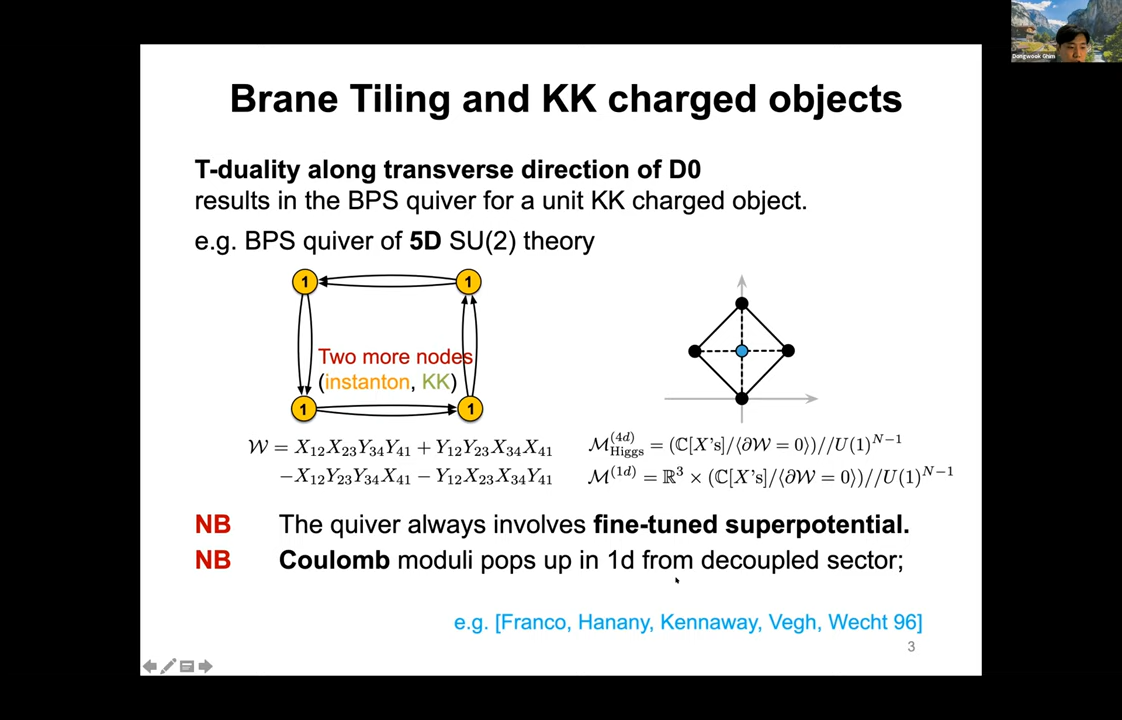 Dongwook Ghim
Brane Tiling and KK charged objects
T-duality along transverse direction of D0
results in the BPS quiver for a unit KK charged object.
e.g. BPS quiver of 5D SU(2) theory
1 1
Two more nodes
(instanton, KK)
1 1
𝒲 = X₁₂X₂₃Y₃₄Y₄₁ + Y₁₂Y₂₃X₃₄X₄₁
−X₁₂Y₂₃Y₃₄X₄₁ − Y₁₂X₂₃X₃₄Y₄₁
ℳ_Higgs^(4d) = (ℂ[X's]/⟨∂𝒲 = 0⟩)//U(1)^(N−1)
ℳ^(1d) = ℝ³ × (ℂ[X's]/⟨∂𝒲 = 0⟩)//U(1)^(N−1)
NB The quiver always involves fine-tuned superpotential.
NB Coulomb moduli pops up in 1d from decoupled sector;
e.g. [Franco, Hanany, Kennaway, Vegh, Wecht 96]
3